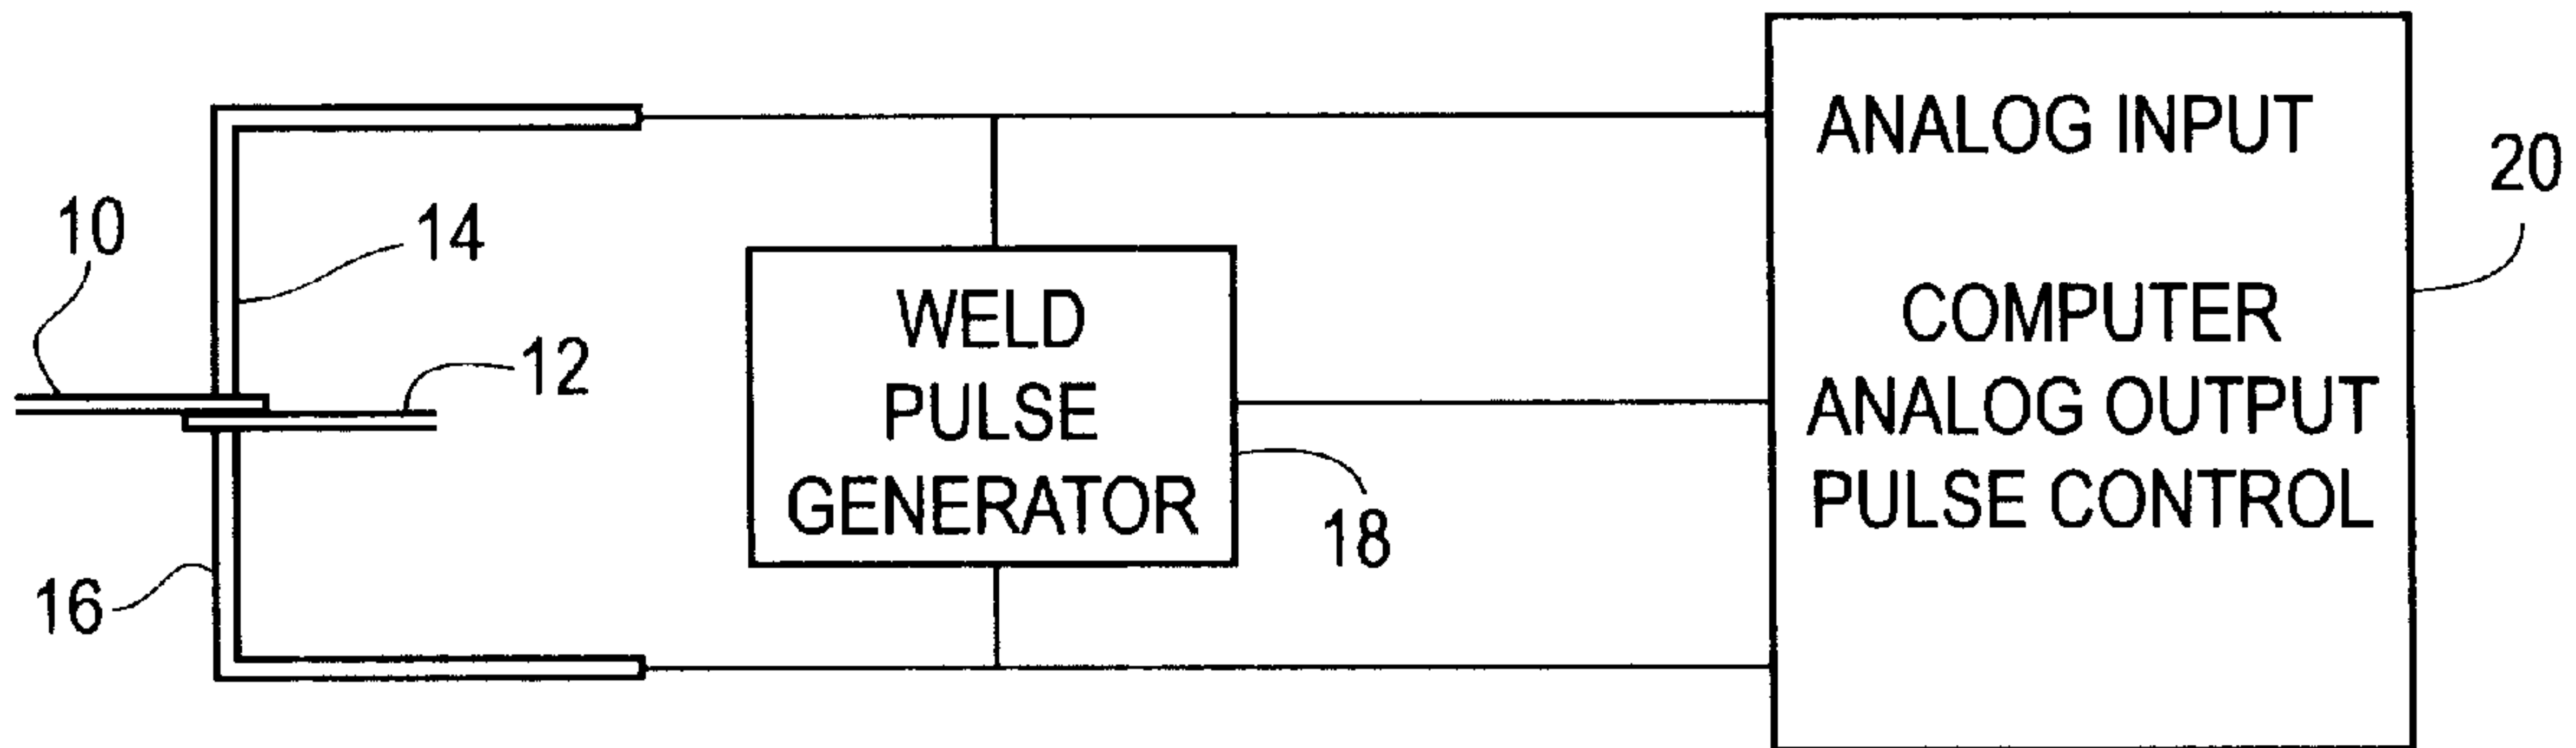 ANALOG INPUT
20
10
14
WELD
PULSE
GENERATOR
COMPUTER
ANALOG OUTPUT
PULSE CONTROL
12
18
16